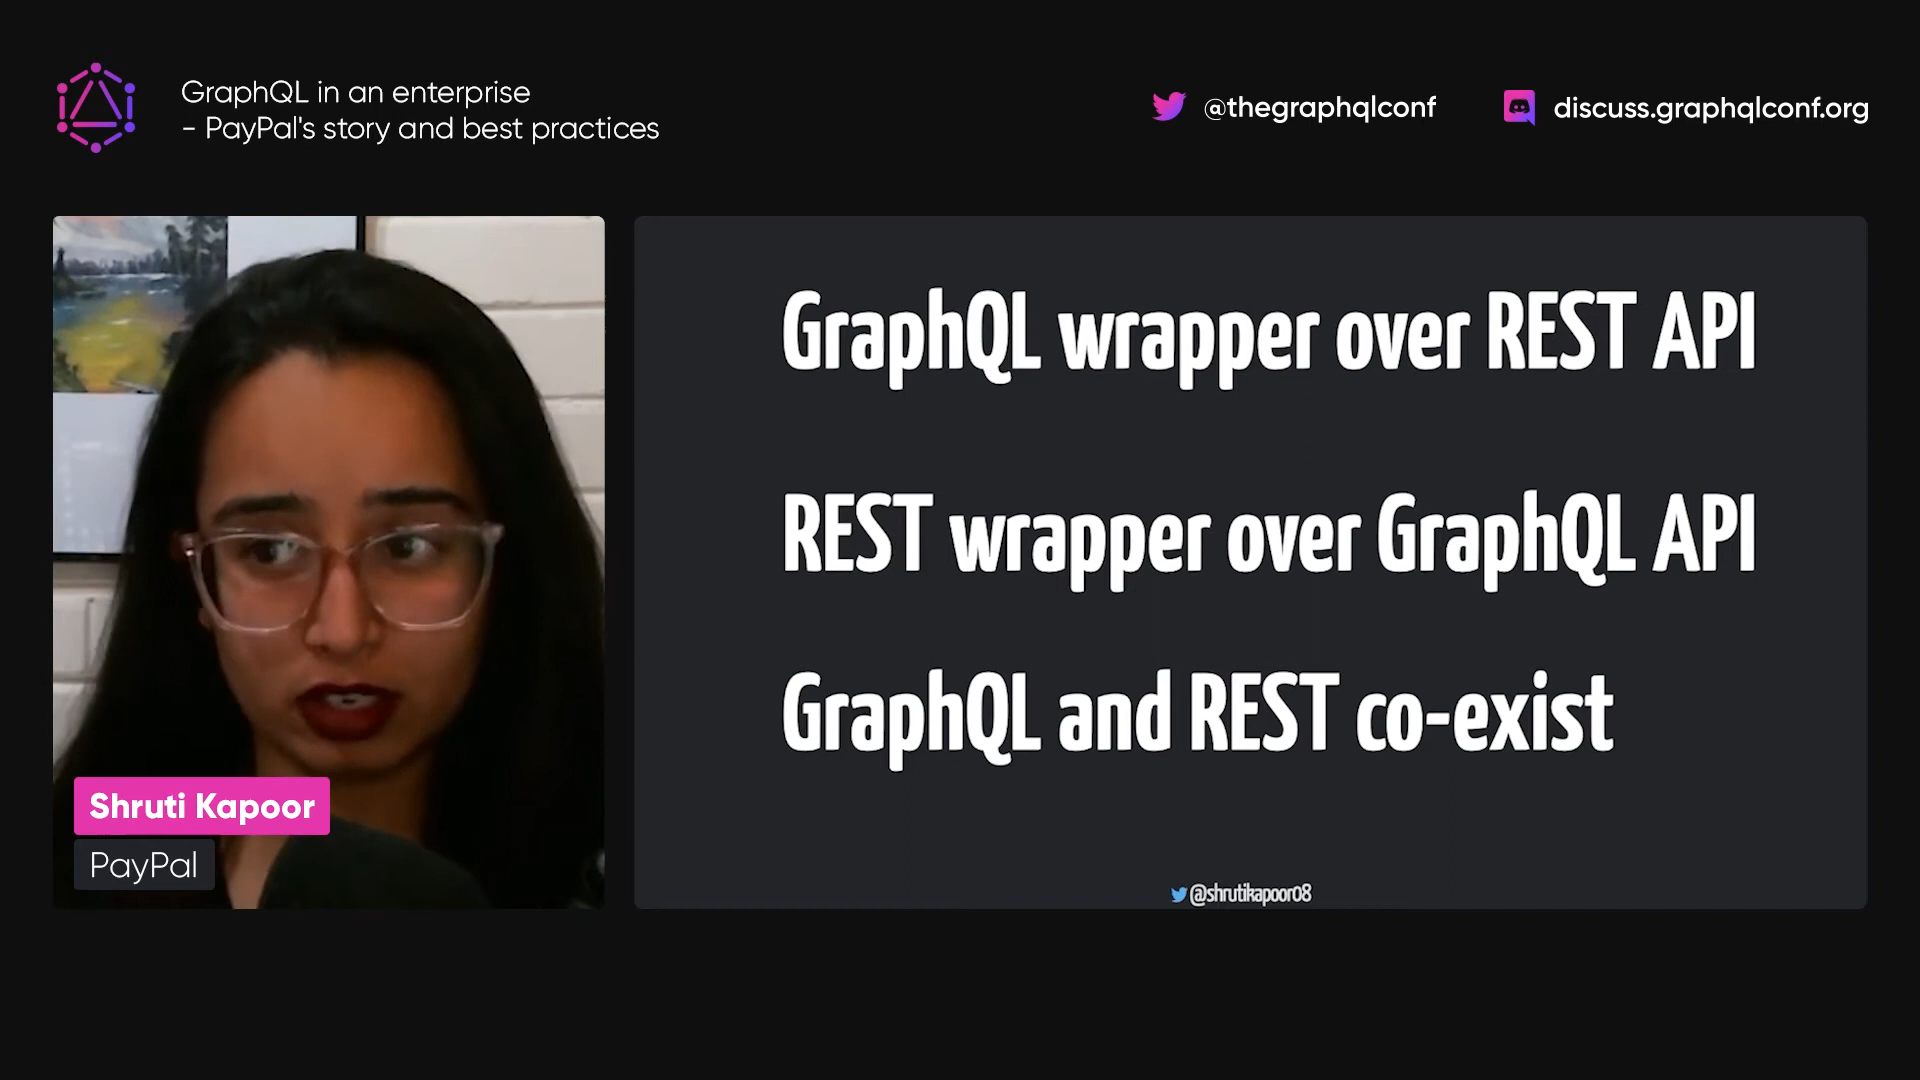 GraphQL in an enterprise
- PayPal's story and best practices
@thegraphqlconf
discuss.graphqlconf.org
GraphQL wrapper over REST API
REST wrapper over GraphQL API
GraphQL and REST co-exist
@shrutikapoor08
Shruti Kapoor
PayPal